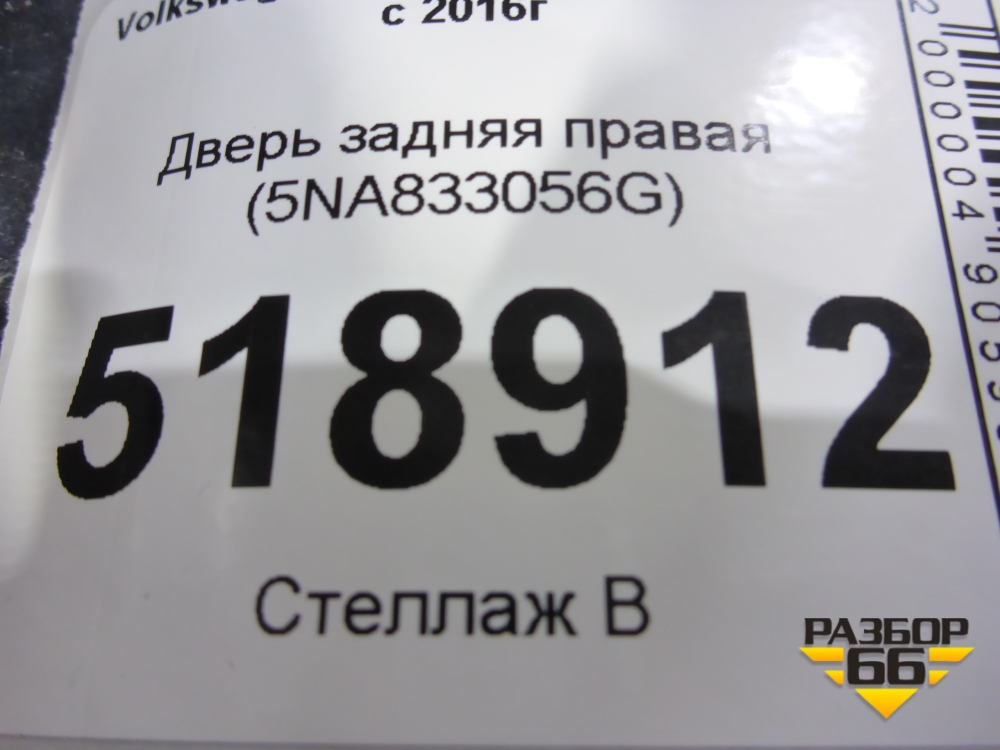 с 2016г
Дверь задняя правая
(5NA833056G)
518912
Стеллаж В
РАЗБОР
66